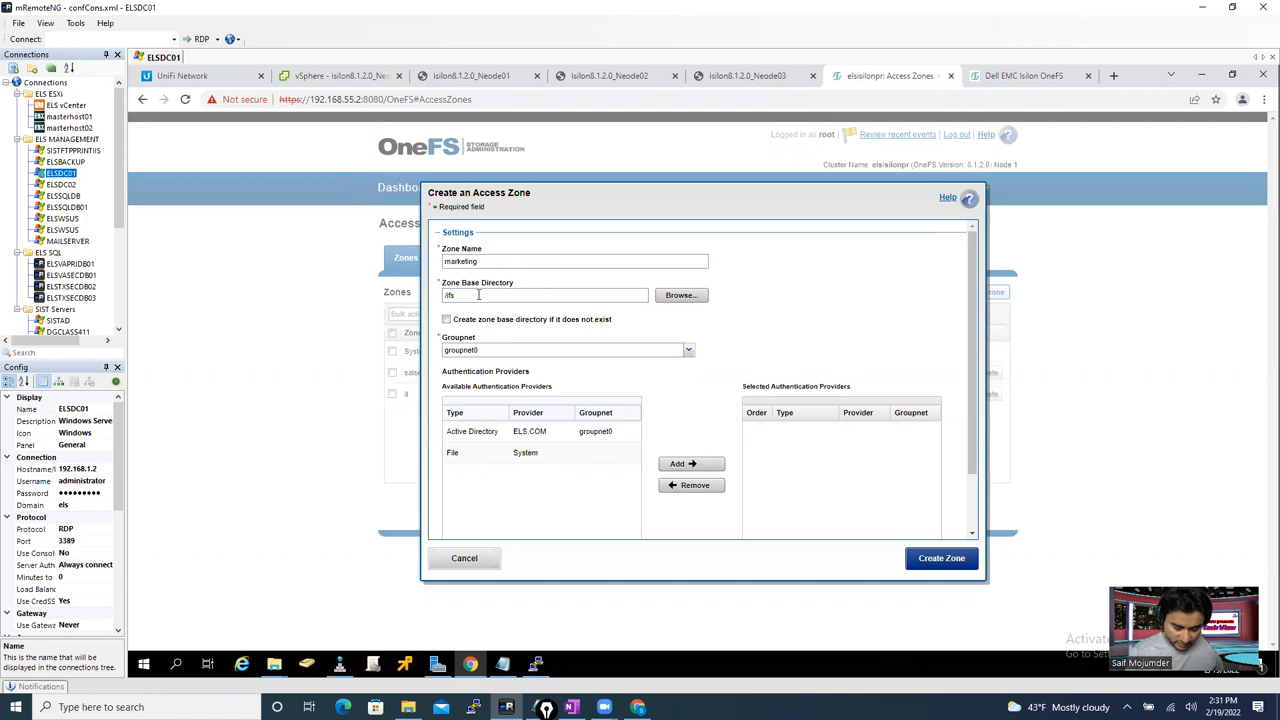 mRemoteNG - confCons.xml - ELSDC01
File View Tools Help
Connect: RDP
Connections
ELSDC01
Connections
ELS ESXi
ELS vCenter
masterhost01
masterhost02
ELS MANAGEMENT
SISTFTPPRINTIIS
ELSBACKUP
ELSDC01
ELSDC02
ELSSQLDB
ELSSQLDB01
ELSWSUS
ELSWSUS
MAILSERVER
ELS SQL
ELSVAPRIDB01
ELSVASECDB01
ELSTXSECDB02
ELSTXSECDB03
SIST Servers
SISTAD
DGCLASS411
Search
Config
Display
Name ELSDC01
Description Windows Serve
Icon Windows
Panel General
Connection
Hostname/I 192.168.1.2
Username administrator
Password
Domain els
Protocol
Protocol RDP
Port 3389
Use Consol No
Server Auth Always connect
Minutes to 0
Load Balanc
Use CredSS Yes
Gateway
Use Gatewa Never
Name
This is the name that will be
displayed in the connections tree.
Notifications
UniFi Network
vSphere - Isilon8.1.2.0_Ne
Isilon8.1.2.0_Neode01
Isilon8.1.2.0_Neode02
Isilon8.1.2.0_Neode03
elsisilonpr: Access Zones
Dell EMC Isilon OneFS
Not secure https://192.168.55.2:8080/OneFS#AccessZones
OneFS STORAGE
ADMINISTRATION
Logged in as root Review recent events Log out Help
Cluster Name: elsisilonpr (OneFS Version: 8.1.2.0) Node 1
Dashbo
Access
Zones
Zones
Bulk acti
Zone
Syst
it
Create an Access Zone
Help
* = Required field
Settings
* Zone Name
marketing
* Zone Base Directory
/ifs
Browse...
Create zone base directory if it does not exist
* Groupnet
groupnet0
Authentication Providers
Available Authentication Providers
Selected Authentication Providers
Type Provider Groupnet
Order Type Provider Groupnet
Active Directory ELS.COM groupnet0
File System
Add
Remove
Cancel
Create Zone
Saif Mojumder
Type here to search
43°F Mostly cloudy
2:31 PM
2/19/2022